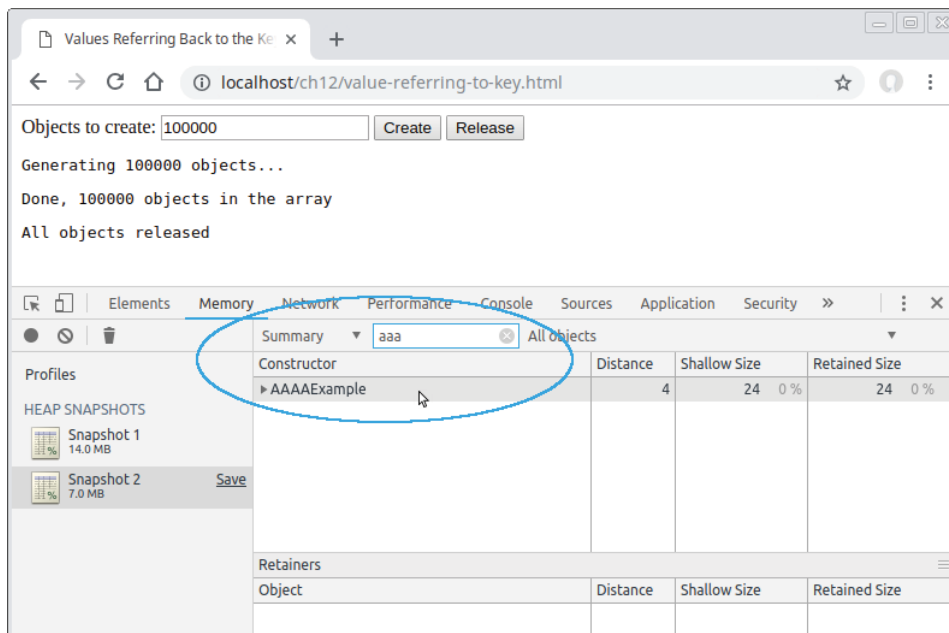 Values Referring Back to the Ke
localhost/ch12/value-referring-to-key.html
Objects to create: 100000 Create Release
Generating 100000 objects...
Done, 100000 objects in the array
All objects released
Elements Memory Network Performance Console Sources Application Security »
Summary ▼ aaa All objects ▼
Profiles
Constructor Distance Shallow Size Retained Size
AAAAExample 4 24 0 % 24 0 %
HEAP SNAPSHOTS
Snapshot 1
14.0 MB
Snapshot 2 Save
7.0 MB
Retainers
Object Distance Shallow Size Retained Size